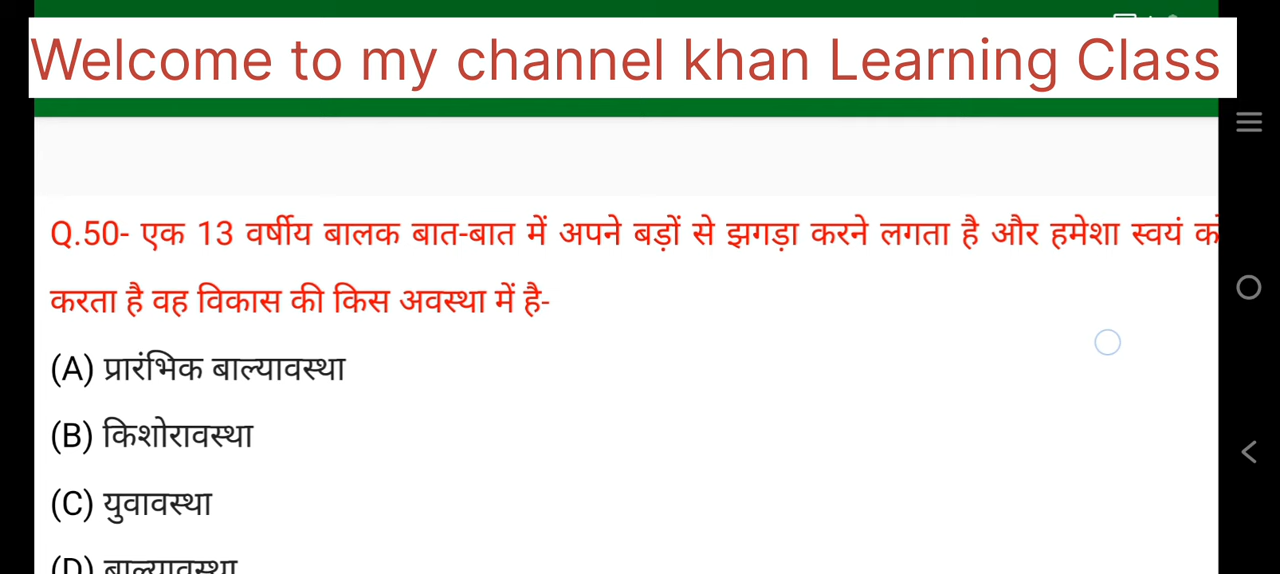 Welcome to my channel khan Learning Class
Q.50- एक 13 वर्षीय बालक बात-बात में अपने बड़ों से झगड़ा करने लगता है और हमेशा स्वयं
करता है वह विकास की किस अवस्था में है-
(A) प्रारंभिक बाल्यावस्था
(B) किशोरावस्था
(C) युवावस्था
(D) बाल्यावस्था